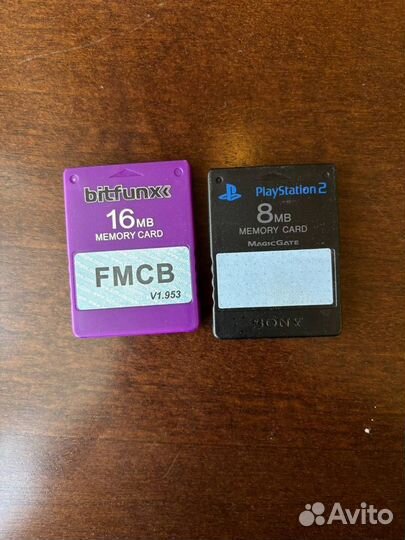 bitfunx
16MB
MEMORY CARD
FMCB
V1.953
PlayStation 2
8MB
MEMORY CARD
MAGICGATE
SONY
Avito